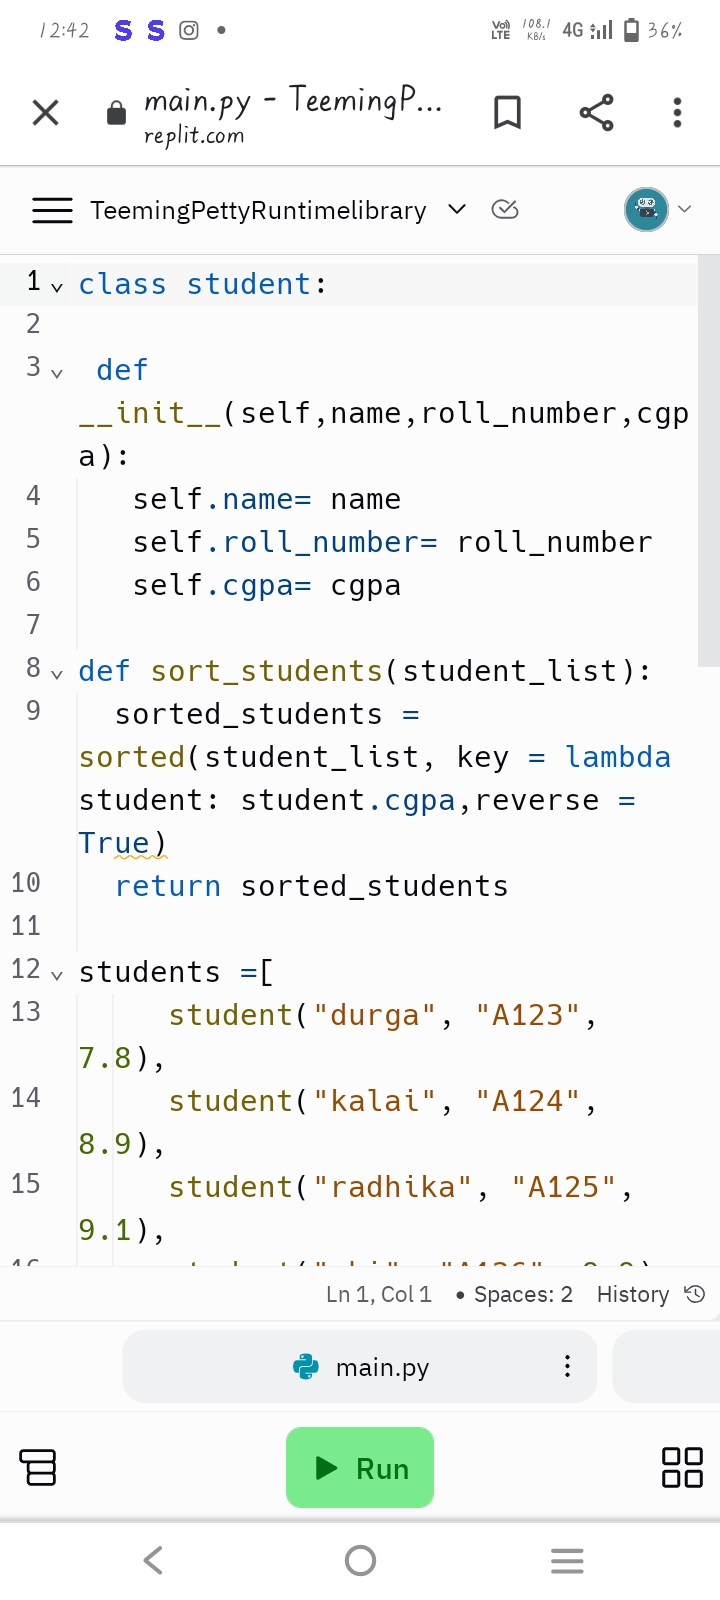 12:42 S S VoD LTE 108.1 KB/s 4G 36%
main.py - TeemingP...
replit.com
TeemingPettyRuntimelibrary
1 class student:
2
3 def
__init__(self,name,roll_number,cgp
a):
4 self.name= name
5 self.roll_number= roll_number
6 self.cgpa= cgpa
7
8 def sort_students(student_list):
9 sorted_students =
sorted(student_list, key = lambda
student: student.cgpa,reverse =
True)
10 return sorted_students
11
12 students =[
13 student("durga", "A123",
7.8),
14 student("kalai", "A124",
8.9),
15 student("radhika", "A125",
9.1),
Ln 1, Col 1 • Spaces: 2 History
main.py
Run